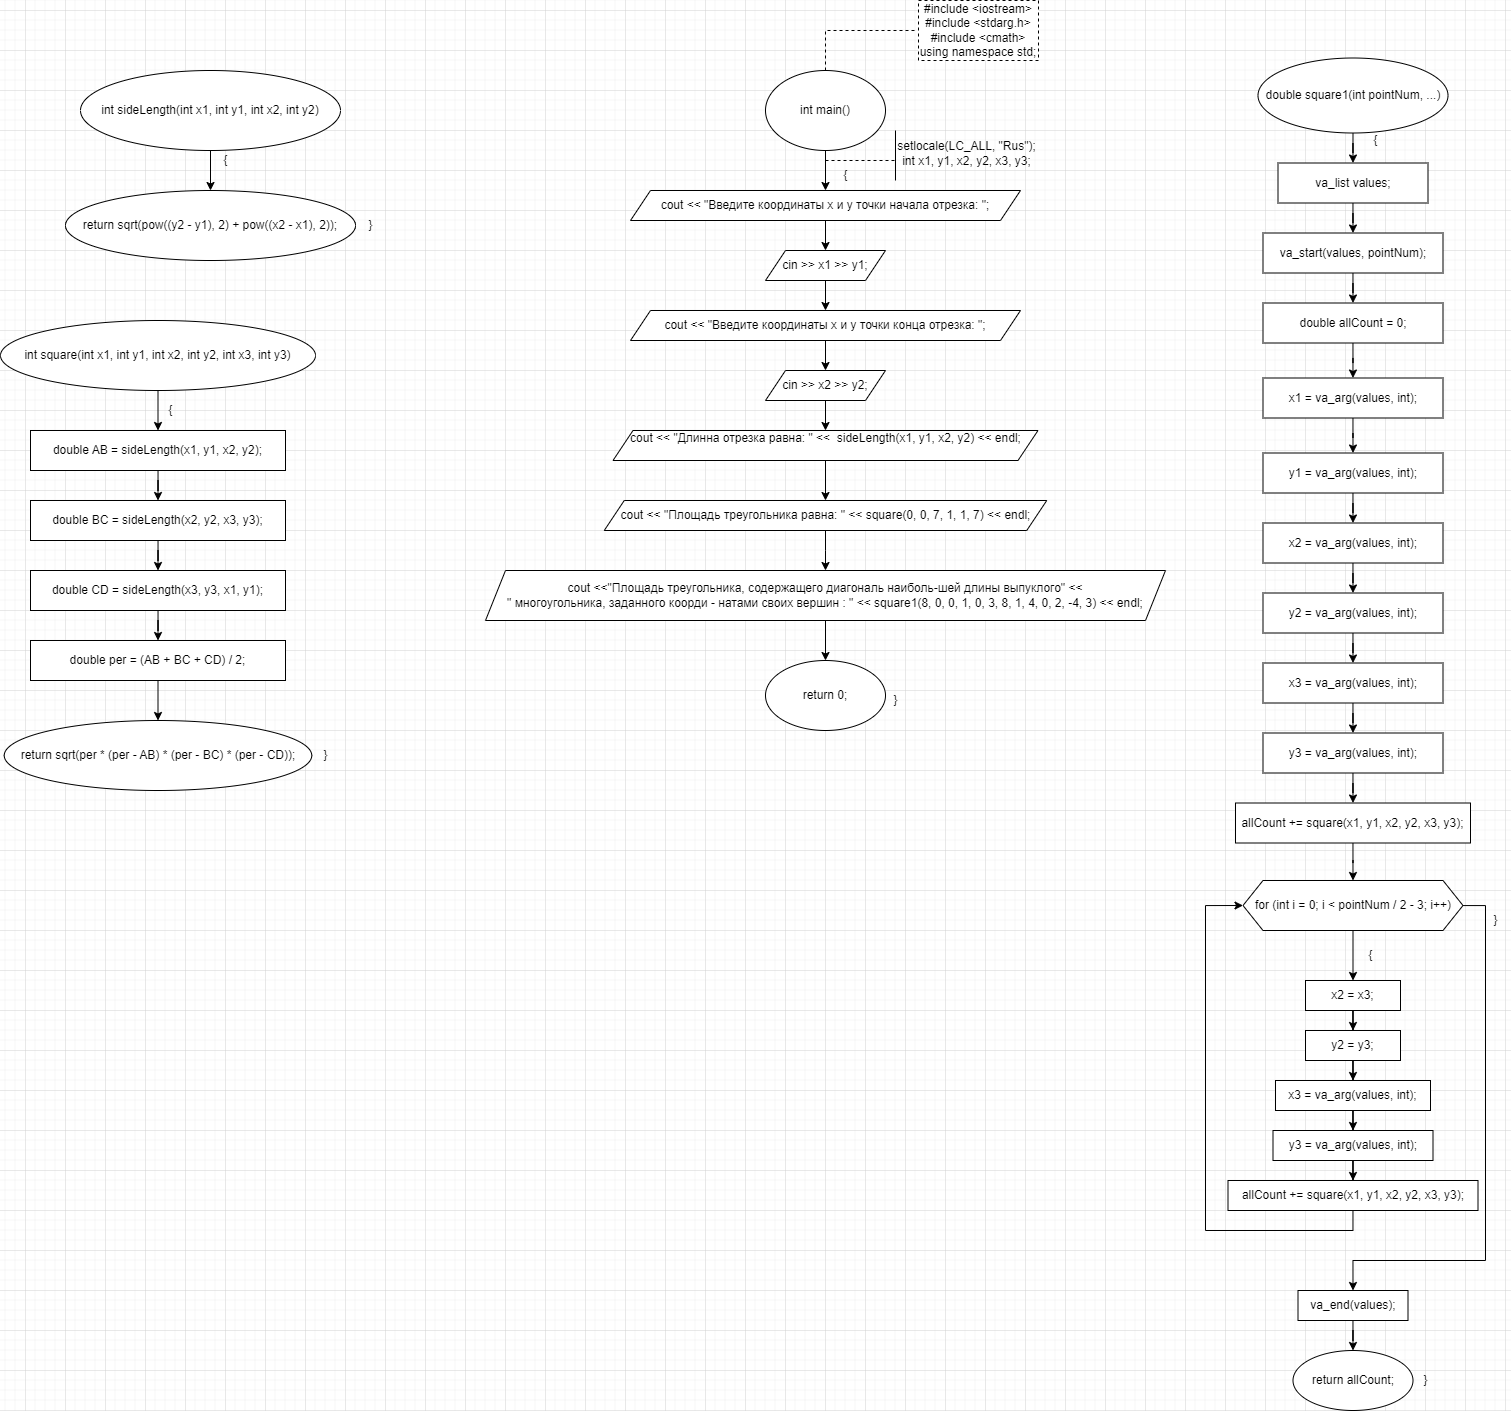 int sideLength(int x1, int y1, int x2, int y2)
{
return sqrt(pow((y2 - y1), 2) + pow((x2 - x1), 2));
}
int square(int x1, int y1, int x2, int y2, int x3, int y3)
{
double AB = sideLength(x1, y1, x2, y2);
double BC = sideLength(x2, y2, x3, y3);
double CD = sideLength(x3, y3, x1, y1);
double per = (AB + BC + CD) / 2;
return sqrt(per * (per - AB) * (per - BC) * (per - CD));
}
#include <iostream>
#include <stdarg.h>
#include <cmath>
using namespace std;
int main()
setlocale(LC_ALL, "Rus");
int x1, y1, x2, y2, x3, y3;
{
cout << "Введите координаты x и y точки начала отрезка: ";
cin >> x1 >> y1;
cout << "Введите координаты x и y точки конца отрезка: ";
cin >> x2 >> y2;
cout << "Длинна отрезка равна: " <<  sideLength(x1, y1, x2, y2) << endl;
cout << "Площадь треугольника равна: " << square(0, 0, 7, 1, 1, 7) << endl;
cout <<"Площадь треугольника, содержащего диагональ наиболь-шей длины выпуклого" <<
" многоугольника, заданного коорди - натами своих вершин : " << square1(8, 0, 0, 1, 0, 3, 8, 1, 4, 0, 2, -4, 3) << endl;
return 0;
}
double square1(int pointNum, ...)
{
va_list values;
va_start(values, pointNum);
double allCount = 0;
x1 = va_arg(values, int);
y1 = va_arg(values, int);
x2 = va_arg(values, int);
y2 = va_arg(values, int);
x3 = va_arg(values, int);
y3 = va_arg(values, int);
allCount += square(x1, y1, x2, y2, x3, y3);
for (int i = 0; i < pointNum / 2 - 3; i++)
}
{
x2 = x3;
y2 = y3;
x3 = va_arg(values, int);
y3 = va_arg(values, int);
allCount += square(x1, y1, x2, y2, x3, y3);
va_end(values);
return allCount;
}